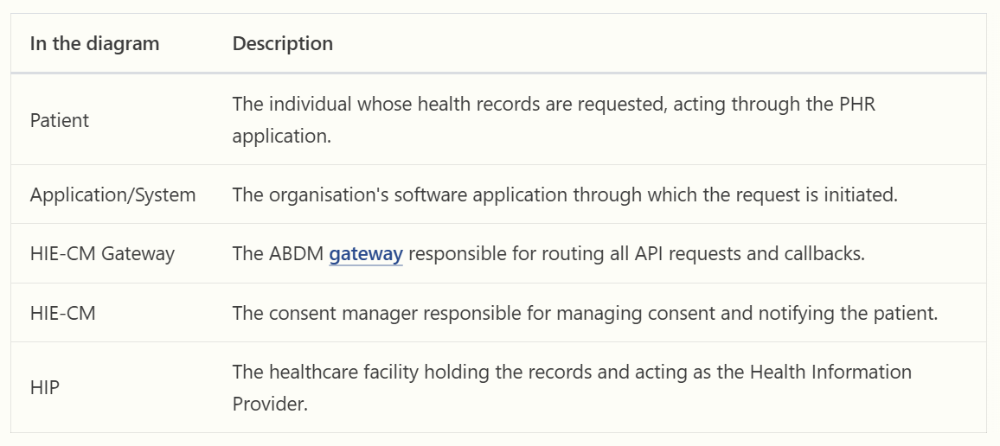 In the diagram Description
Patient
The individual whose health records are requested, acting through the PHR
application.
Application/System The organisation's software application through which the request is initiated.
HIE-CM Gateway The ABDM gateway responsible for routing all API requests and callbacks.
HIE-CM The consent manager responsible for managing consent and notifying the patient.
HIP
The healthcare facility holding the records and acting as the Health Information
Provider.